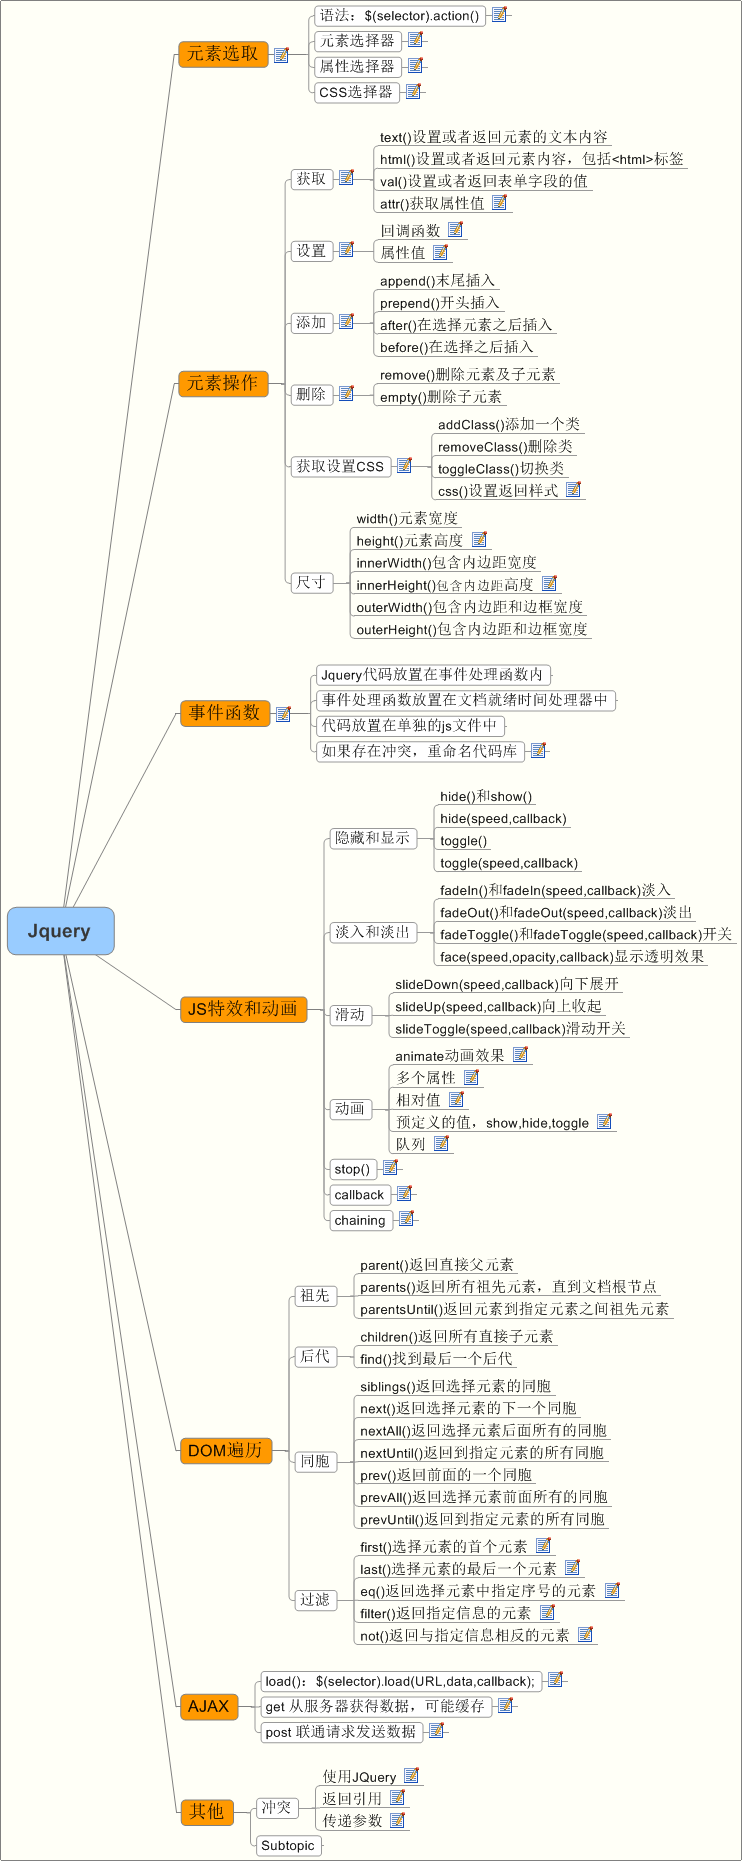 Jquery
元素选取
语法：$(selector).action()
元素选择器
属性选择器
CSS选择器
元素操作
获取
text()设置或者返回元素的文本内容
html()设置或者返回元素内容，包括<html>标签
val()设置或者返回表单字段的值
attr()获取属性值
设置
回调函数
属性值
添加
append()末尾插入
prepend()开头插入
after()在选择元素之后插入
before()在选择之后插入
删除
remove()删除元素及子元素
empty()删除子元素
获取设置CSS
addClass()添加一个类
removeClass()删除类
toggleClass()切换类
css()设置返回样式
尺寸
width()元素宽度
height()元素高度
innerWidth()包含内边距宽度
innerHeight()包含内边距高度
outerWidth()包含内边距和边框宽度
outerHeight()包含内边距和边框宽度
事件函数
Jquery代码放置在事件处理函数内
事件处理函数放置在文档就绪时间处理器中
代码放置在单独的js文件中
如果存在冲突，重命名代码库
JS特效和动画
隐藏和显示
hide()和show()
hide(speed,callback)
toggle()
toggle(speed,callback)
淡入和淡出
fadeIn()和fadeIn(speed,callback)淡入
fadeOut()和fadeOut(speed,callback)淡出
fadeToggle()和fadeToggle(speed,callback)开关
face(speed,opacity,callback)显示透明效果
滑动
slideDown(speed,callback)向下展开
slideUp(speed,callback)向上收起
slideToggle(speed,callback)滑动开关
动画
animate动画效果
多个属性
相对值
预定义的值，show,hide,toggle
队列
stop()
callback
chaining
DOM遍历
祖先
parent()返回直接父元素
parents()返回所有祖先元素，直到文档根节点
parentsUntil()返回元素到指定元素之间祖先元素
后代
children()返回所有直接子元素
find()找到最后一个后代
同胞
siblings()返回选择元素的同胞
next()返回选择元素的下一个同胞
nextAll()返回选择元素后面所有的同胞
nextUntil()返回到指定元素的所有同胞
prev()返回前面的一个同胞
prevAll()返回选择元素前面所有的同胞
prevUntil()返回到指定元素的所有同胞
过滤
first()选择元素的首个元素
last()选择元素的最后一个元素
eq()返回选择元素中指定序号的元素
filter()返回指定信息的元素
not()返回与指定信息相反的元素
AJAX
load()：$(selector).load(URL,data,callback);
get 从服务器获得数据，可能缓存
post 联通请求发送数据
其他
冲突
使用JQuery
返回引用
传递参数
Subtopic